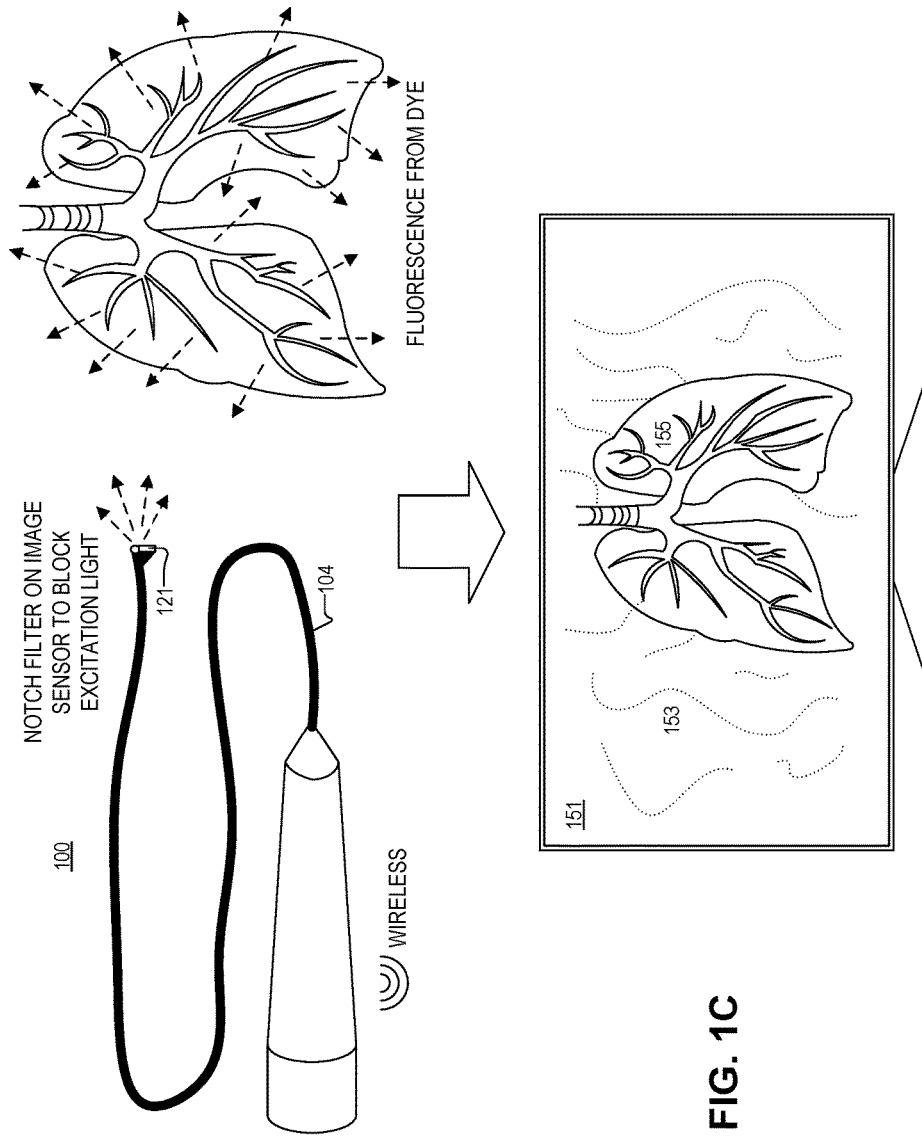 100
NOTCH FILTER ON IMAGE
SENSOR TO BLOCK
EXCITATION LIGHT
121
104
WIRELESS
FLUORESCENCE FROM DYE
151
153
155
FIG. 1C